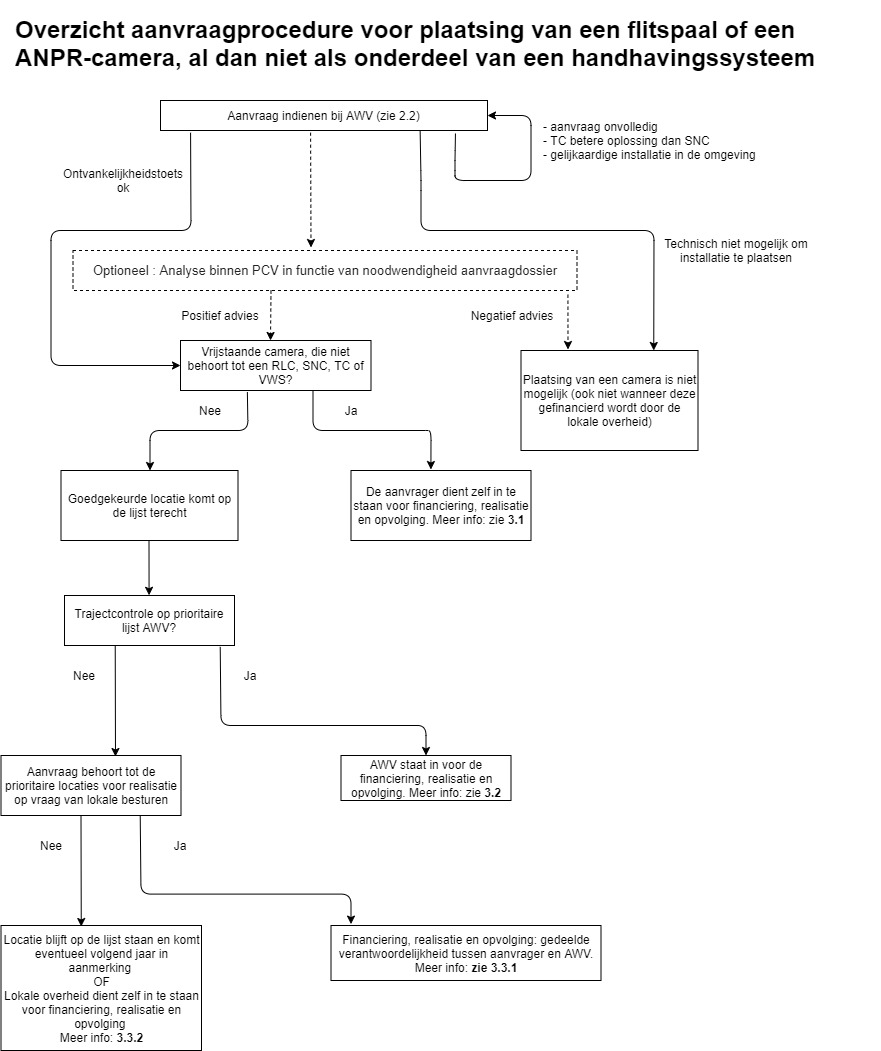 Overzicht aanvraagprocedure voor plaatsing van een flitspaal of een
ANPR-camera, al dan niet als onderdeel van een handhavingssysteem
Aanvraag indienen bij AWV (zie 2.2)
- aanvraag onvolledig
- TC betere oplossing dan SNC
- gelijkaardige installatie in de omgeving
Ontvankelijkheidstoets
ok
Technisch niet mogelijk om
installatie te plaatsen
Optioneel : Analyse binnen PCV in functie van noodwendigheid aanvraagdossier
Positief advies
Negatief advies
Vrijstaande camera, die niet
behoort tot een RLC, SNC, TC of
VWS?
Plaatsing van een camera is niet
mogelijk (ook niet wanneer deze
gefinancierd wordt door de
lokale overheid)
Nee
Ja
Goedgekeurde locatie komt op
de lijst terecht
De aanvrager dient zelf in te
staan voor financiering, realisatie
en opvolging. Meer info: zie 3.1
Trajectcontrole op prioritaire
lijst AWV?
Nee
Ja
Aanvraag behoort tot de
prioritaire locaties voor realisatie
op vraag van lokale besturen
AWV staat in voor de
financiering, realisatie en
opvolging. Meer info: zie 3.2
Nee
Ja
Locatie blijft op de lijst staan en komt
eventueel volgend jaar in
aanmerking
OF
Lokale overheid dient zelf in te staan
voor financiering, realisatie en
opvolging
Meer info: 3.3.2
Financiering, realisatie en opvolging: gedeelde
verantwoordelijkheid tussen aanvrager en AWV.
Meer info: zie 3.3.1